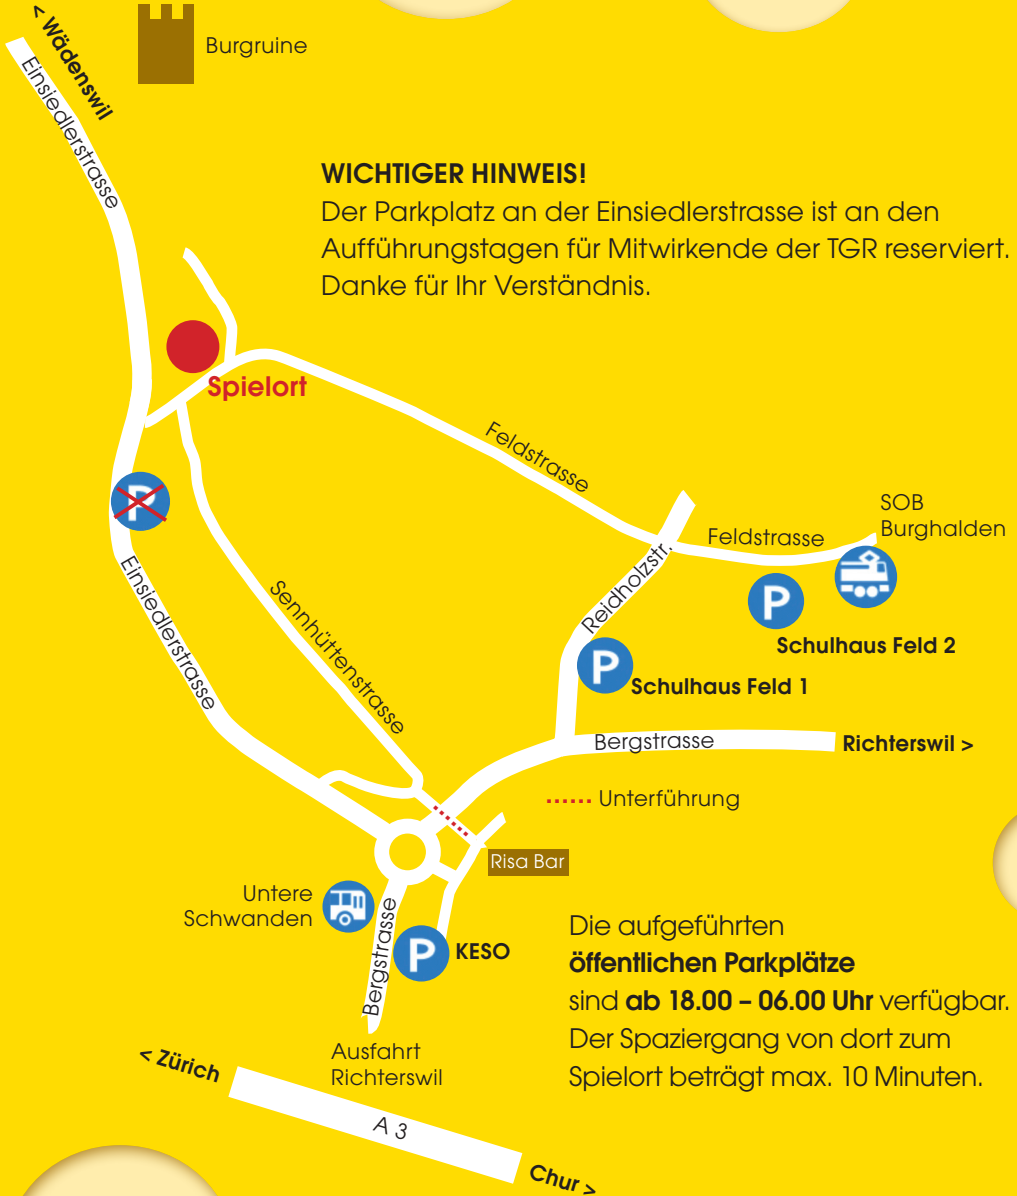 < Wädenswil
Burgruine
Einsiedlerstrasse
WICHTIGER HINWEIS!
Der Parkplatz an der Einsiedlerstrasse ist an den
Aufführungstagen für Mitwirkende der TGR reserviert.
Danke für Ihr Verständnis.
Spielort
Feldstrasse
P
SOB
Burghalden
Feldstrasse
Einsiedlerstrasse
Sennhüttenstrasse
Reidholzstr.
P
Schulhaus Feld 2
P
Schulhaus Feld 1
Bergstrasse
Richterswil >
...... Unterführung
Risa Bar
Untere
Schwanden
Bergstrasse
P
KESO
Die aufgeführten
öffentlichen Parkplätze
sind ab 18.00 – 06.00 Uhr verfügbar.
Der Spaziergang von dort zum
Spielort beträgt max. 10 Minuten.
Ausfahrt
Richterswil
< Zürich
A 3
Chur >